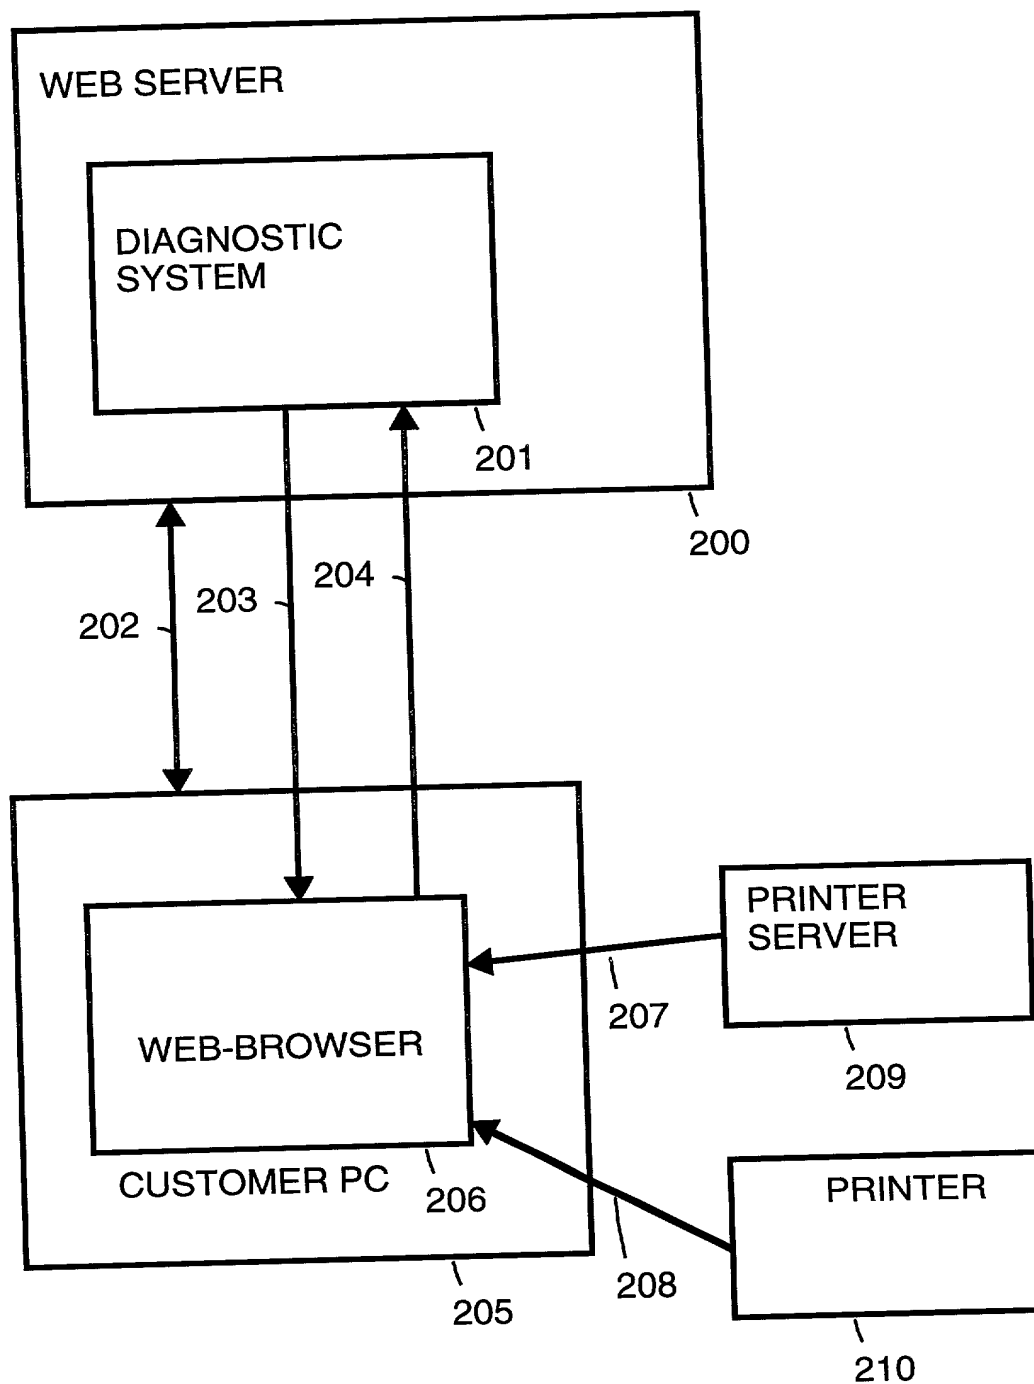 WEB SERVER
DIAGNOSTIC
SYSTEM
201
200
204
203
202
PRINTER
SERVER
207
WEB-BROWSER
209
CUSTOMER PC
206
PRINTER
208
205
210